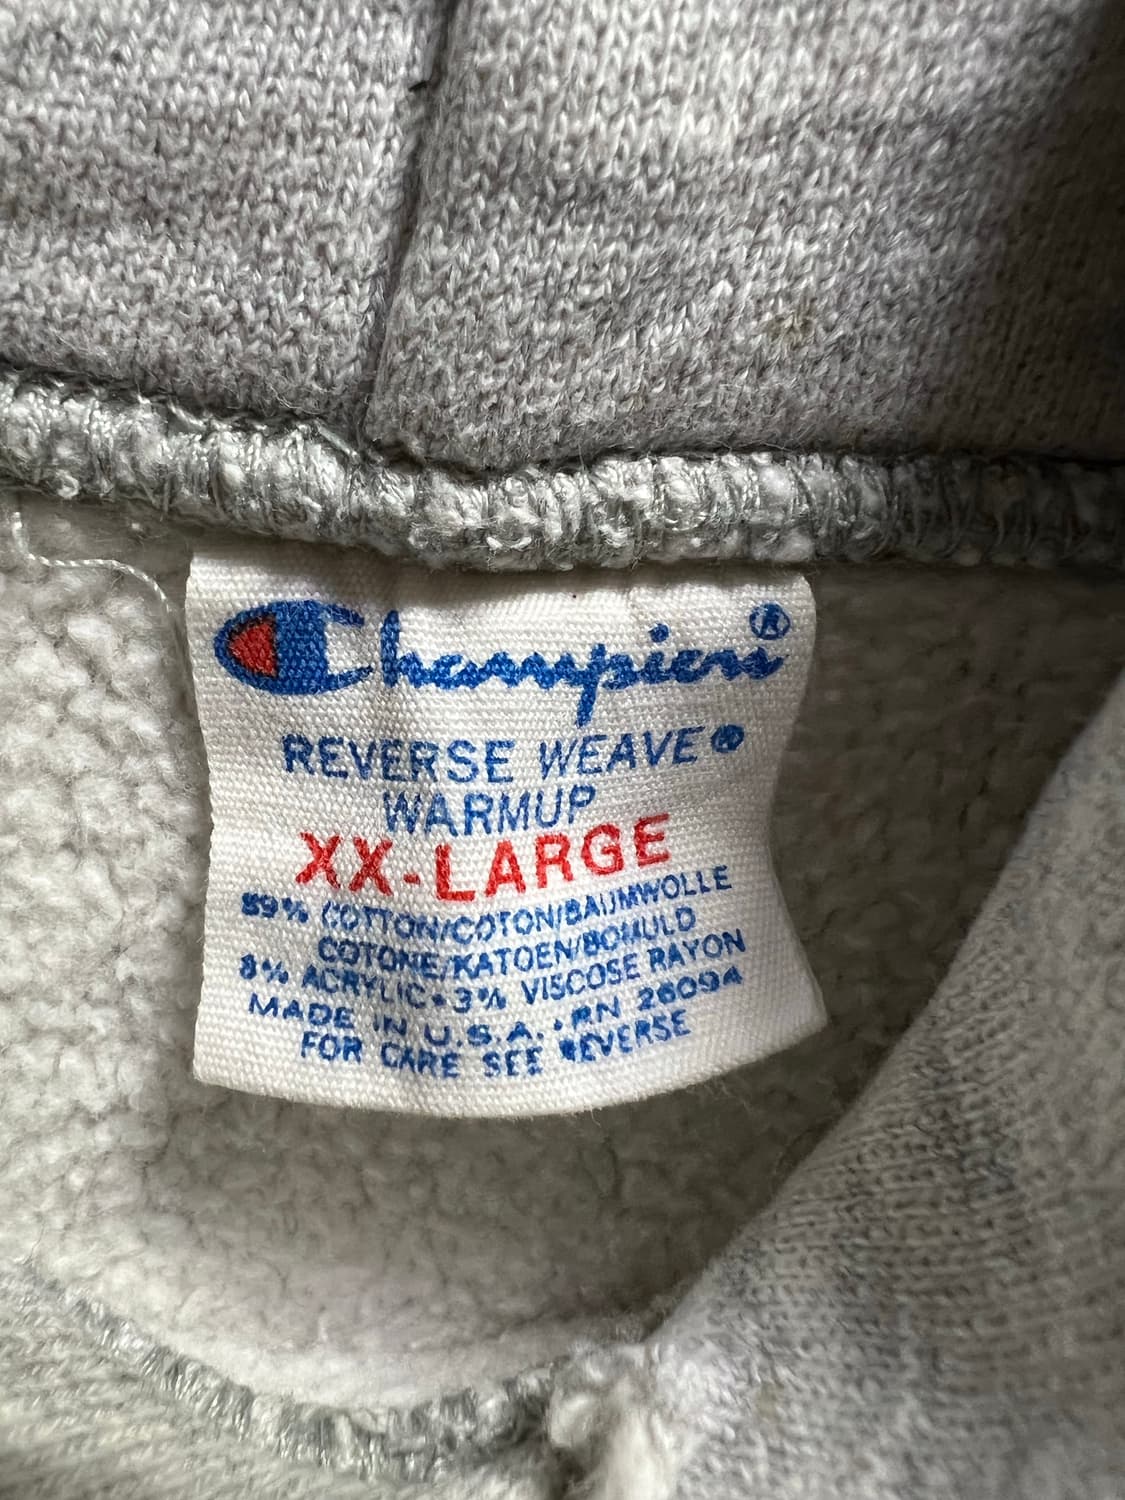 Champion®
REVERSE WEAVE®
WARMUP
XX-LARGE
89% COTTON/COTON/BAUMWOLLE
COTONE/KATOEN/BOMULD
8% ACRYLIC•3% VISCOSE RAYON
MADE IN U.S.A.•RN 26094
FOR CARE SEE REVERSE